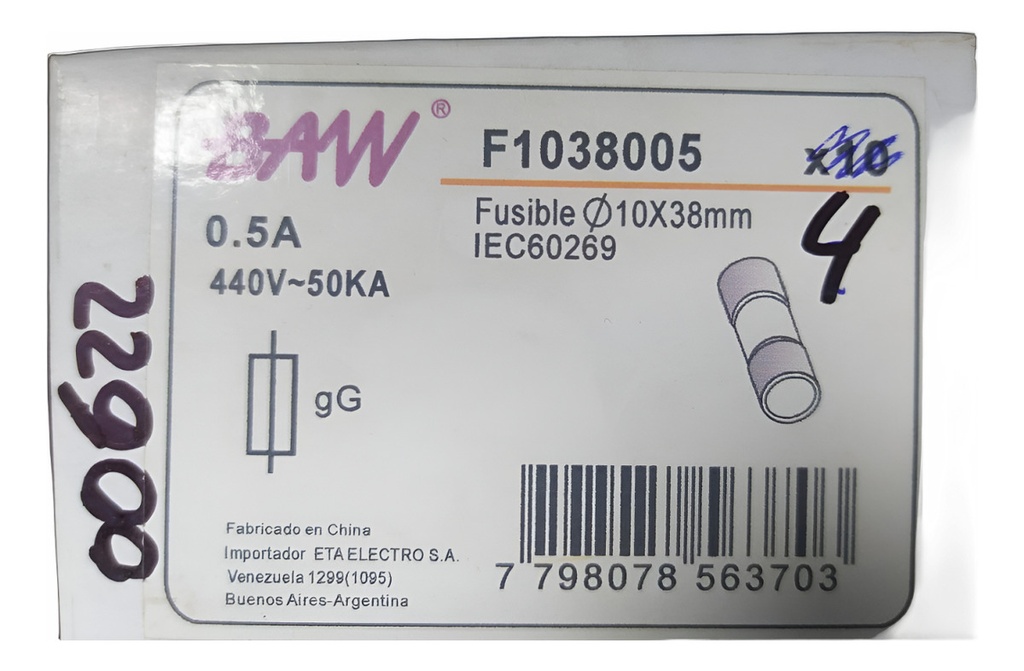 BAW®
F1038005
x10
4
0.5A
440V~50KA
Fusible Ø10X38mm
IEC60269
gG
22900
Fabricado en China
Importador ETA ELECTRO S.A.
Venezuela 1299(1095)
Buenos Aires-Argentina
7 798078 563703